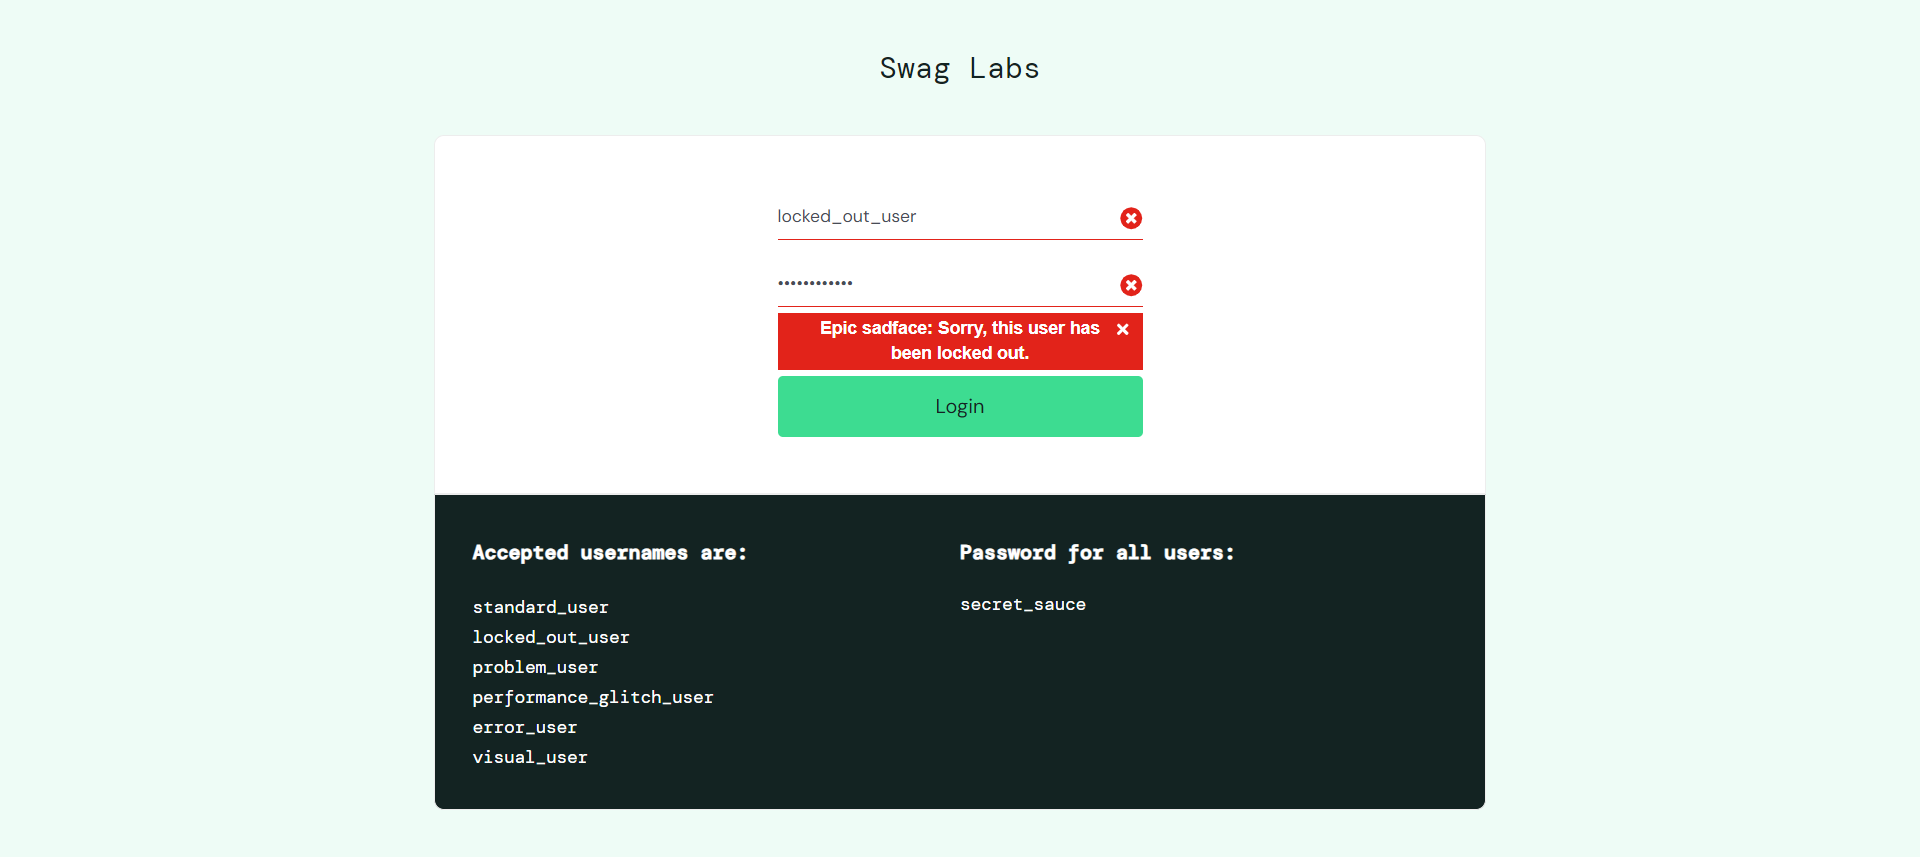 Swag Labs
locked_out_user
••••••••••••
Epic sadface: Sorry, this user has
been locked out.
Login
Accepted usernames are:
standard_user
locked_out_user
problem_user
performance_glitch_user
error_user
visual_user
Password for all users:
secret_sauce